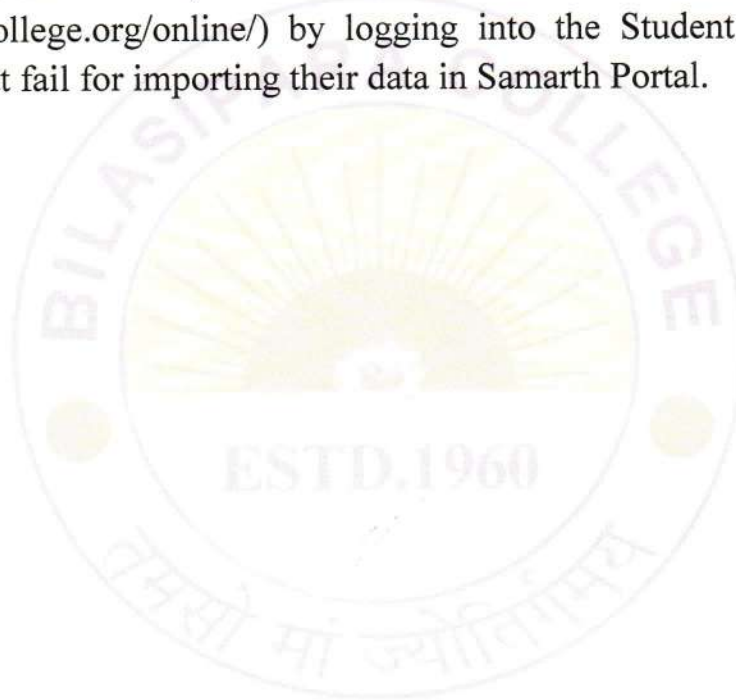 ollege.org/online/) by logging into the Student
t fail for importing their data in Samarth Portal.
BILASIPARA COLLEGE
ESTD.1960
तमसो मां ज्योतिर्गमय